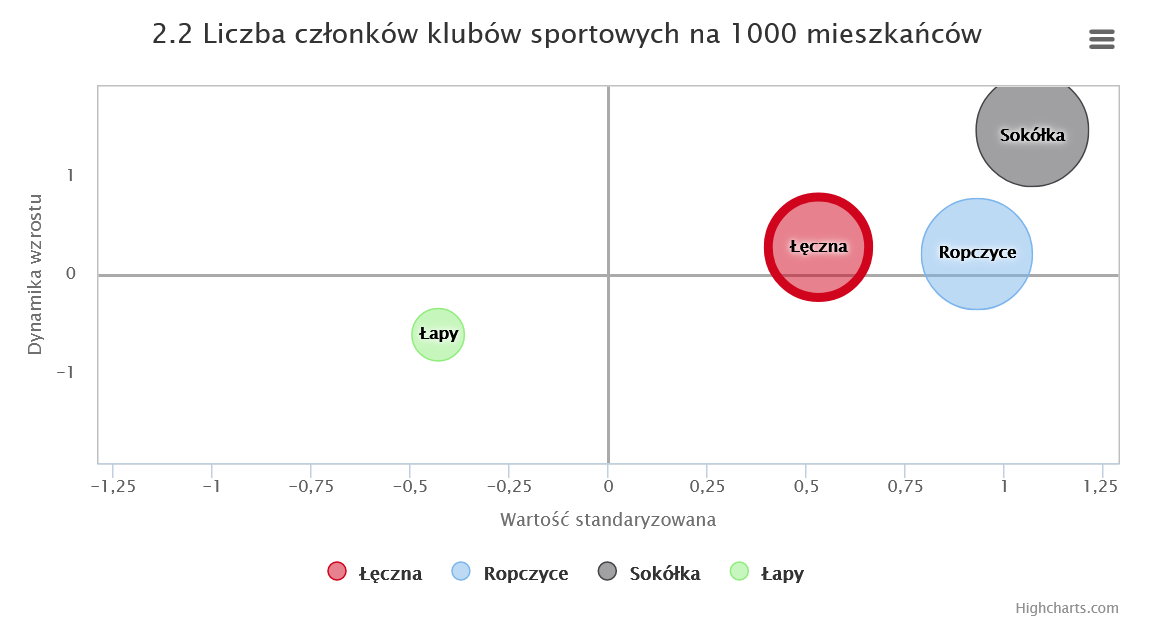 2.2 Liczba członków klubów sportowych na 1000 mieszkańców
Dynamika wzrostu
1
0
-1
Sokółka
Łęczna
Ropczyce
Łapy
-1,25 -1 -0,75 -0,5 -0,25 0 0,25 0,5 0,75 1 1,25
Wartość standaryzowana
Łęczna Ropczyce Sokółka Łapy
Highcharts.com